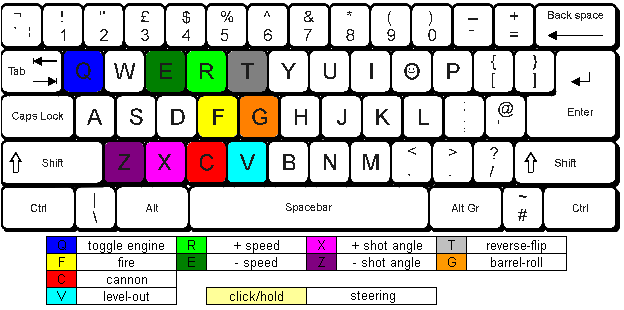 ¬ ! " £ $ % ^ & * ( ) _ + Back space
` 1 2 3 4 5 6 7 8 9 0 - =
Tab Q W E R T Y U I O P { }
[ ]
Caps Lock A S D F G H J K L : @ Enter
; '
Shift Z X C V B N M < > ? Shift
, . /
Ctrl | Alt Spacebar Alt Gr ~ Ctrl
\ #
Q toggle engine R + speed X + shot angle T reverse-flip
F fire E - speed Z - shot angle G barrel-roll
C cannon
V level-out click/hold steering